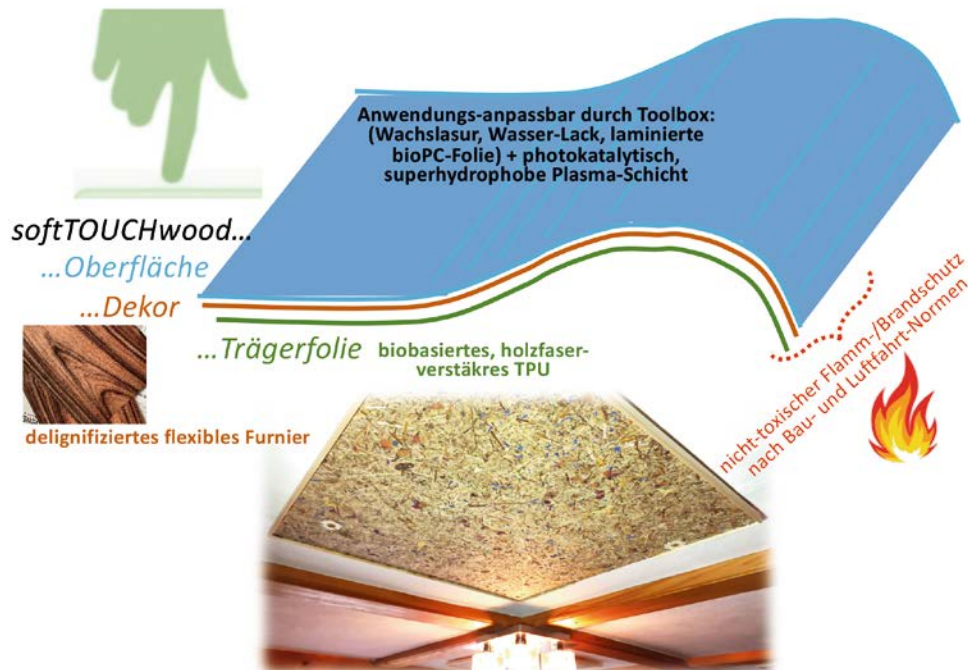 Anwendungs-anpassbar durch Toolbox:
(Wachslasur, Wasser-Lack, laminierte
bioPC-Folie) + photokatalytisch,
superhydrophobe Plasma-Schicht
softTOUCHwood...
...Oberfläche
...Dekor
...Trägerfolie
biobasiertes, holzfaser-
verstäkres TPU
delignifiziertes flexibles Furnier
nicht-toxischer Flamm-/Brandschutz
nach Bau- und Luftfahrt-Normen